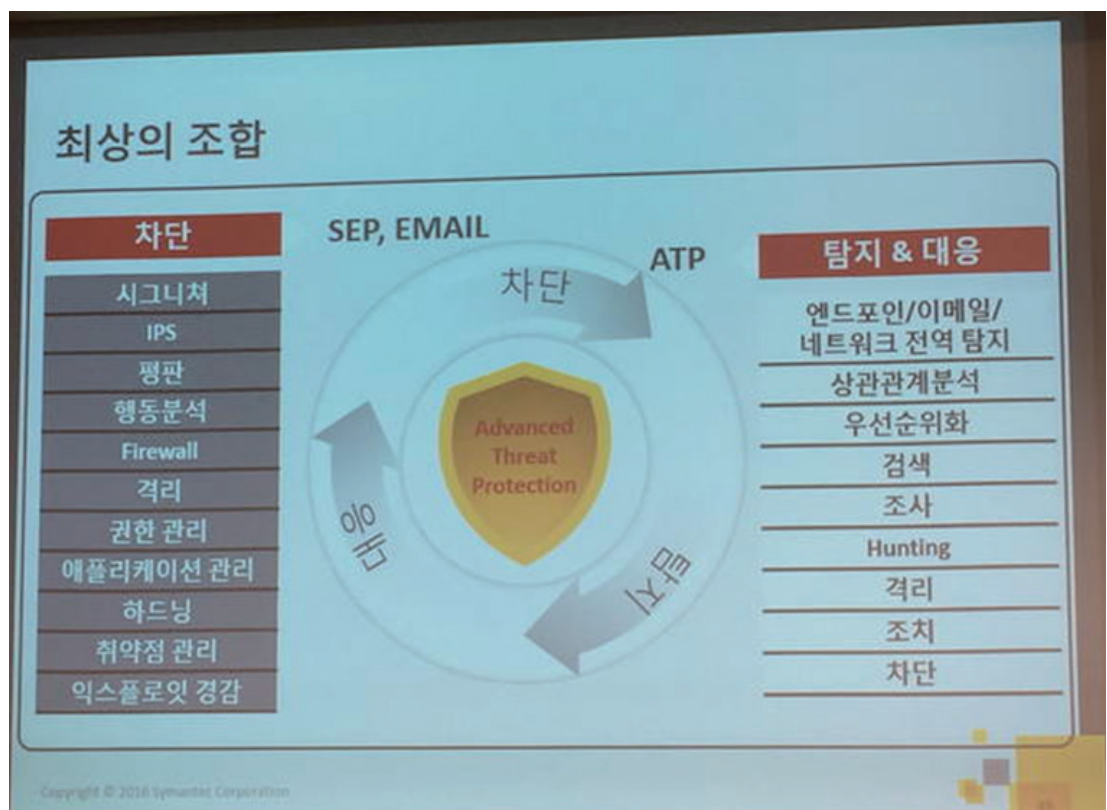 최상의 조합
차단
시그니쳐
IPS
평판
행동분석
Firewall
격리
권한 관리
애플리케이션 관리
하드닝
취약점 관리
익스플로잇 경감
SEP, EMAIL
ATP
차단
탐지
대응
Advanced
Threat
Protection
탐지 & 대응
엔드포인/이메일/
네트워크 전역 탐지
상관관계분석
우선순위화
검색
조사
Hunting
격리
조치
차단
Copyright © 2016 Symantec Corporation